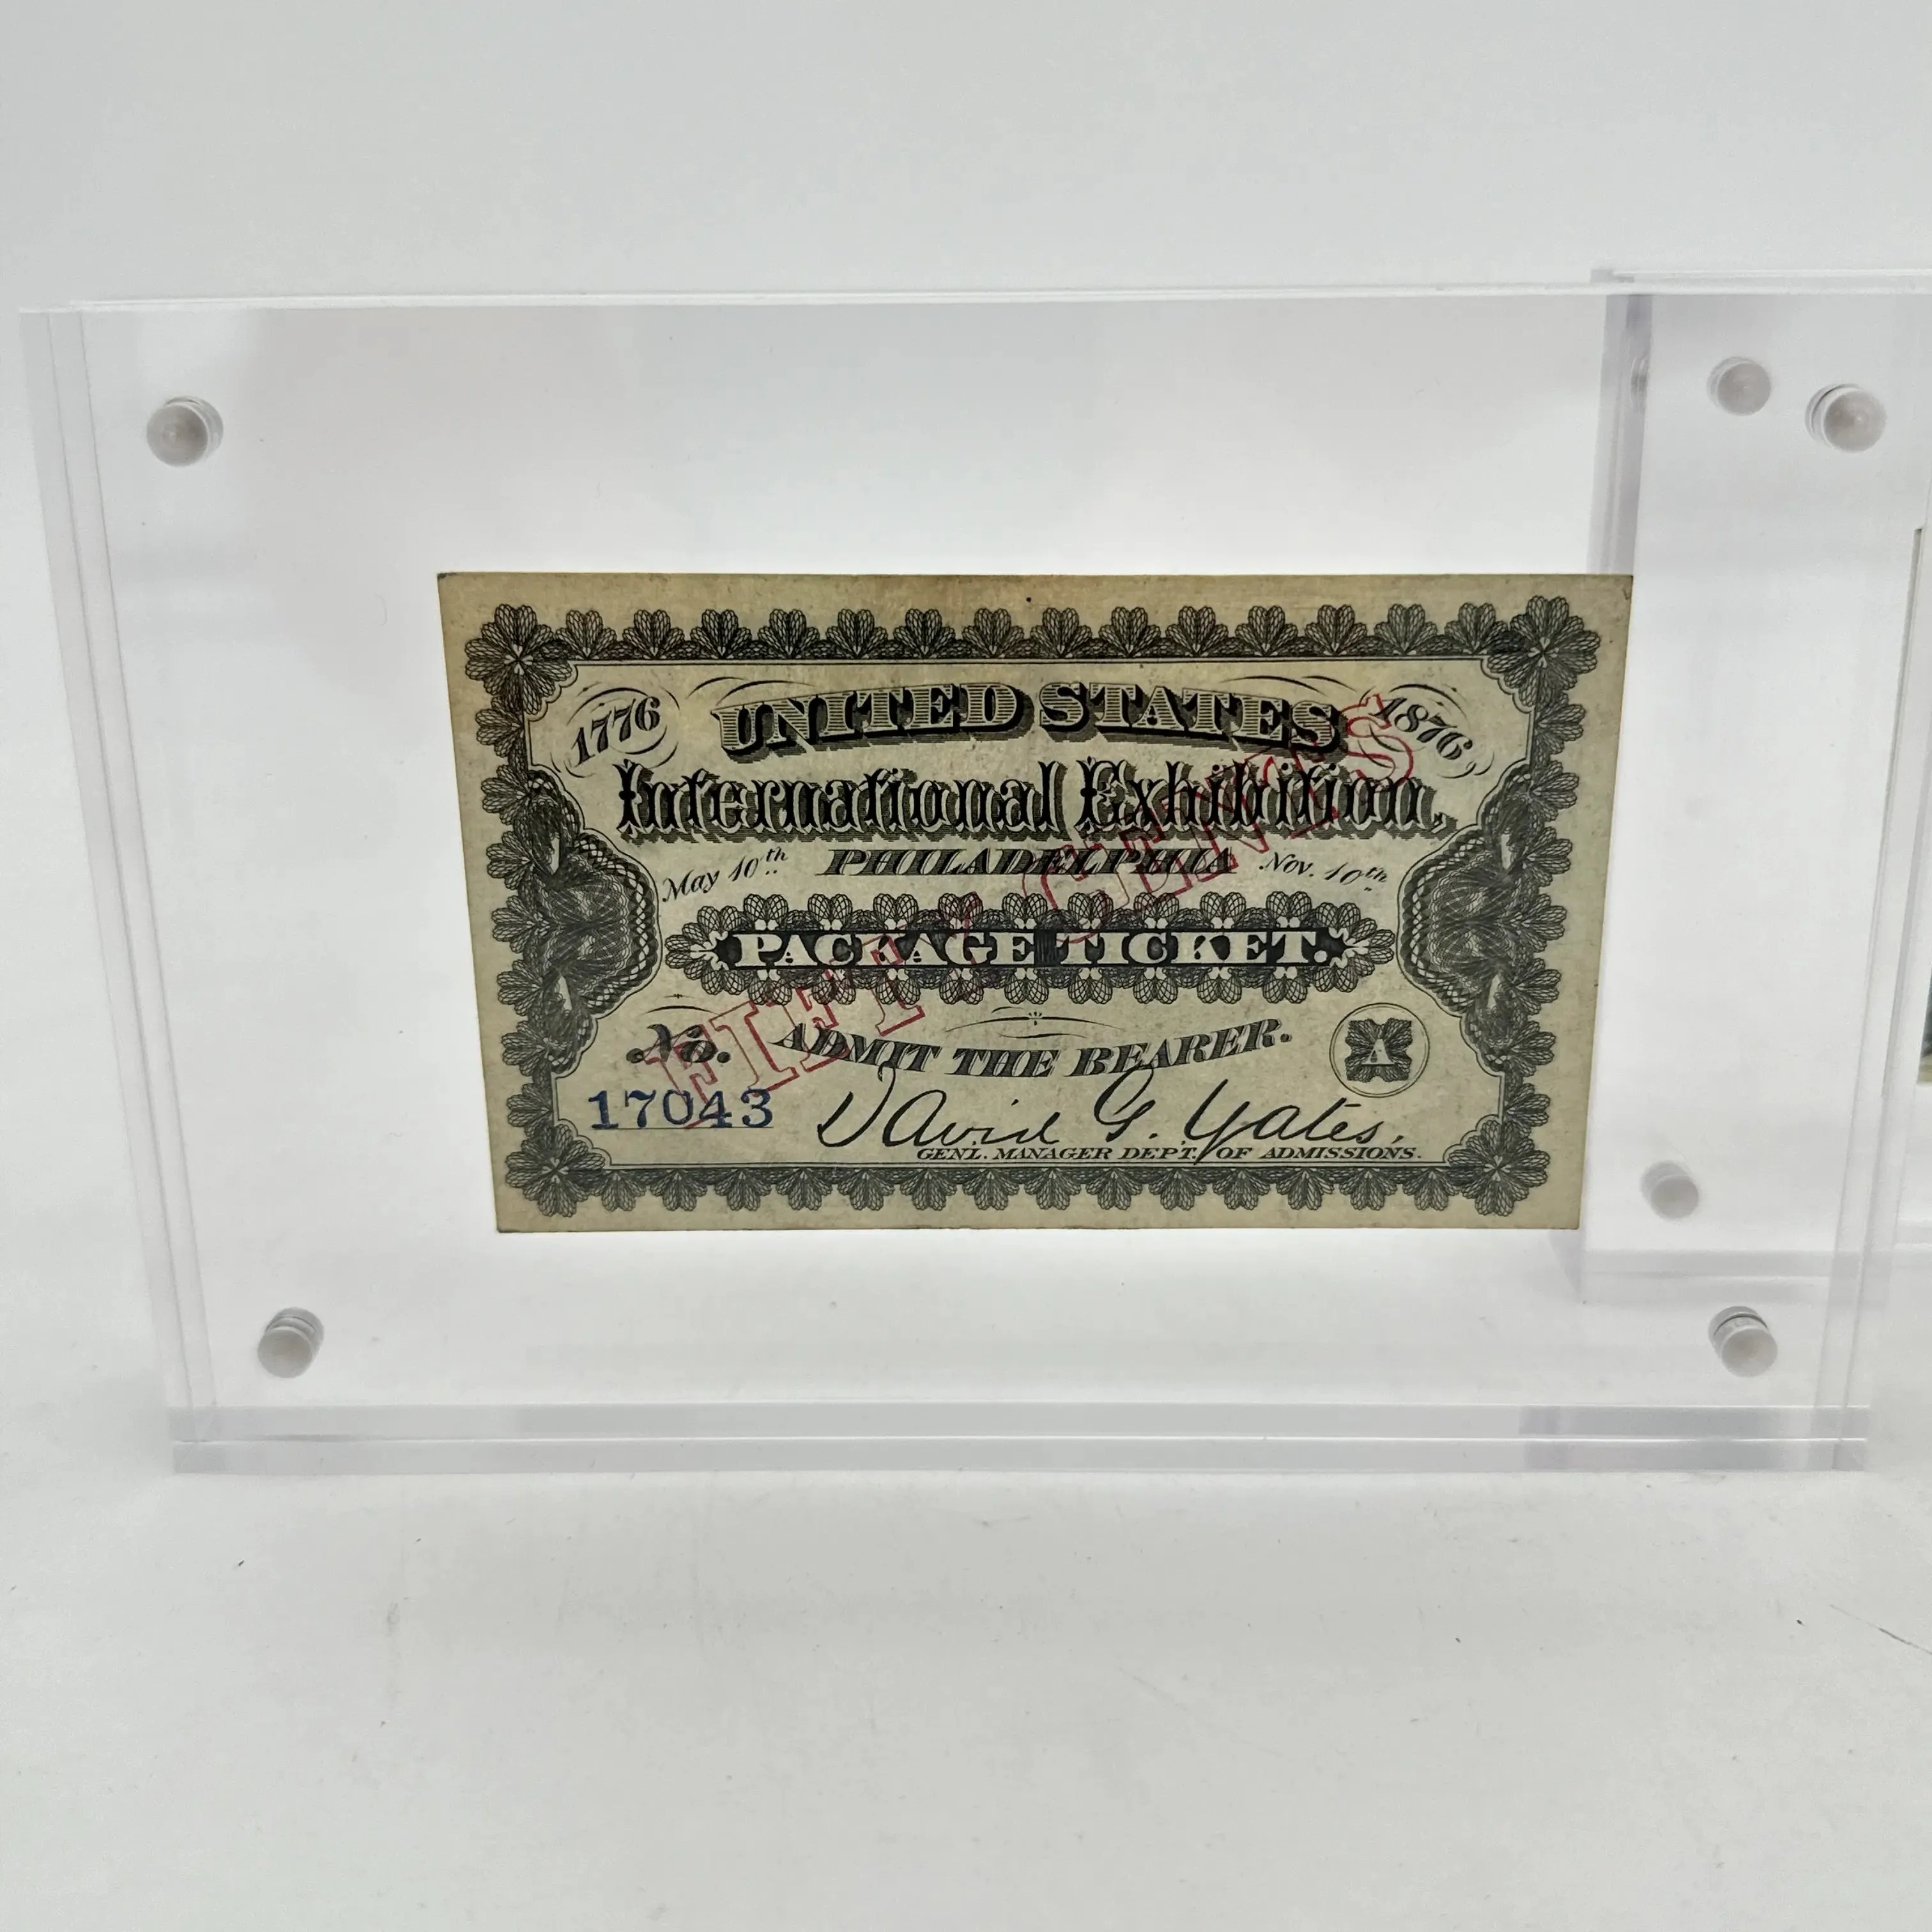 1776 UNITED STATES 1876
International Exhibition,
May 10th PHILADELPHIA Nov. 10th
PACKAGE TICKET.
FIFTY CENTS
No. ADMIT THE BEARER. A
17043 David G. Yates,
GENL. MANAGER DEPT. OF ADMISSIONS.